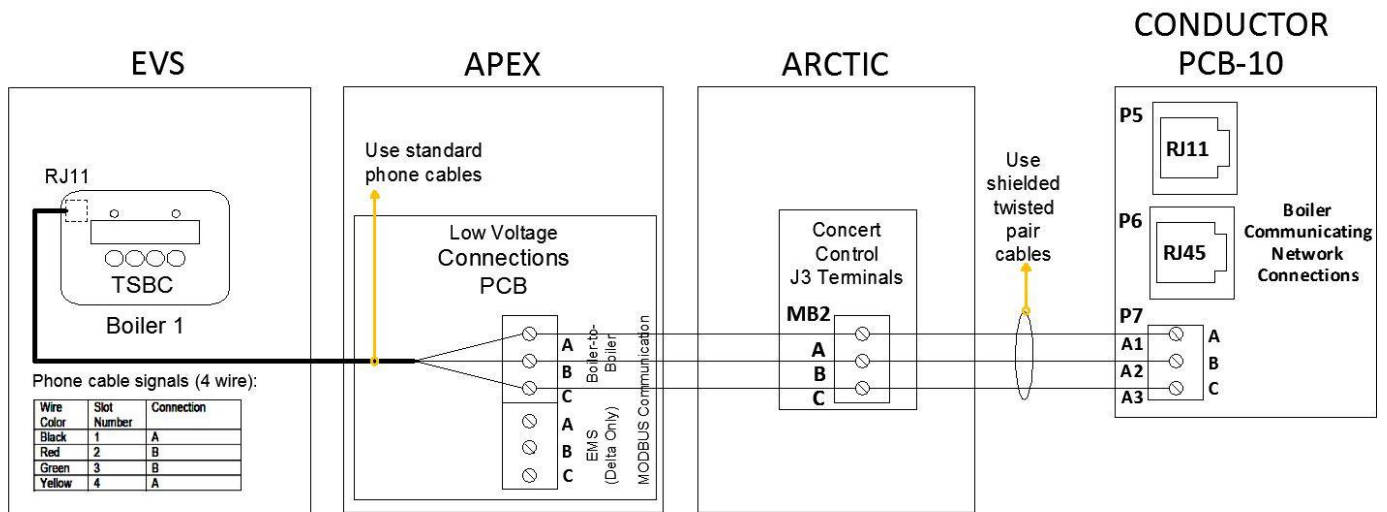 EVS
RJ11
TSBC
Boiler 1
Phone cable signals (4 wire):
Wire Color Slot Number Connection
Black 1 A
Red 2 B
Green 3 B
Yellow 4 A
APEX
Use standard
phone cables
Low Voltage
Connections
PCB
A
B
C
Boiler-to-
Boiler
A
B
C
EMS
(Delta Only)
MODBUS Communication
ARCTIC
Concert
Control
J3 Terminals
MB2
A
B
C
Use
shielded
twisted
pair
cables
CONDUCTOR
PCB-10
P5
RJ11
P6
RJ45
Boiler
Communicating
Network
Connections
P7
A1
A2
A3
A
B
C